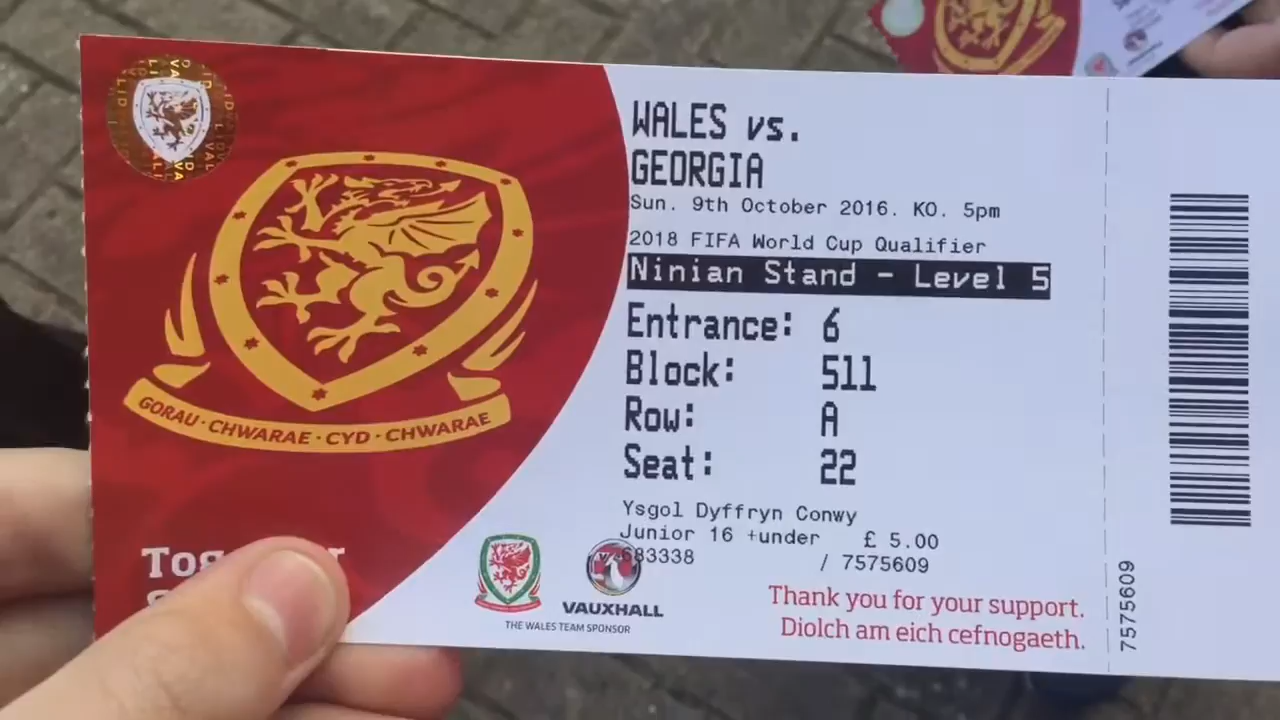 WALES vs.
GEORGIA
Sun. 9th October 2016. KO. 5pm
2018 FIFA World Cup Qualifier
Ninian Stand - Level 5
Entrance: 6
Block: 511
Row: A
Seat: 22
Ysgol Dyffryn Conwy
Junior 16 +under £ 5.00
683338 / 7575609
GORAU · CHWARAE · CYD · CHWARAE
VAUXHALL
THE WALES TEAM SPONSOR
Thank you for your support.
Diolch am eich cefnogaeth.
7575609